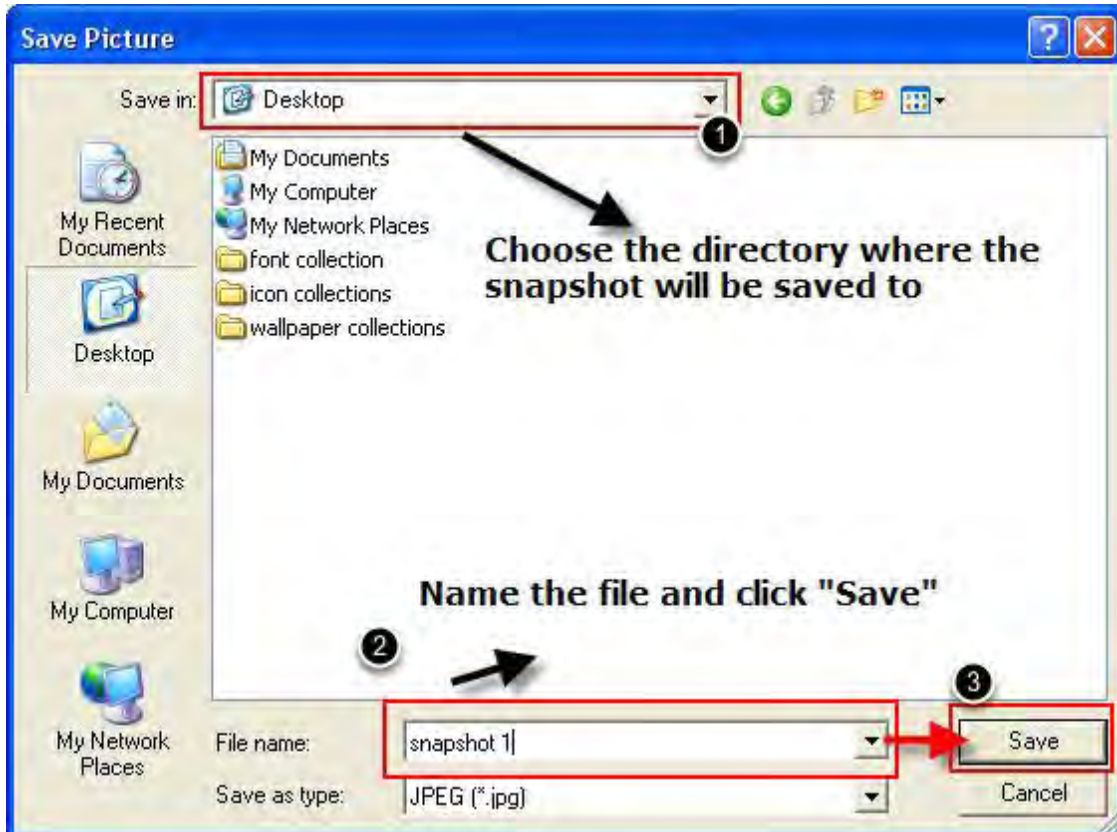 Save Picture
?
Save in:
Desktop
1
My Recent
Documents
Desktop
My Documents
My Computer
My Network
Places
My Documents
My Computer
My Network Places
font collection
icon collections
wallpaper collections
Choose the directory where the
snapshot will be saved to
Name the file and click "Save"
2
3
File name:
snapshot 1
Save
Save as type:
JPEG (*.jpg)
Cancel